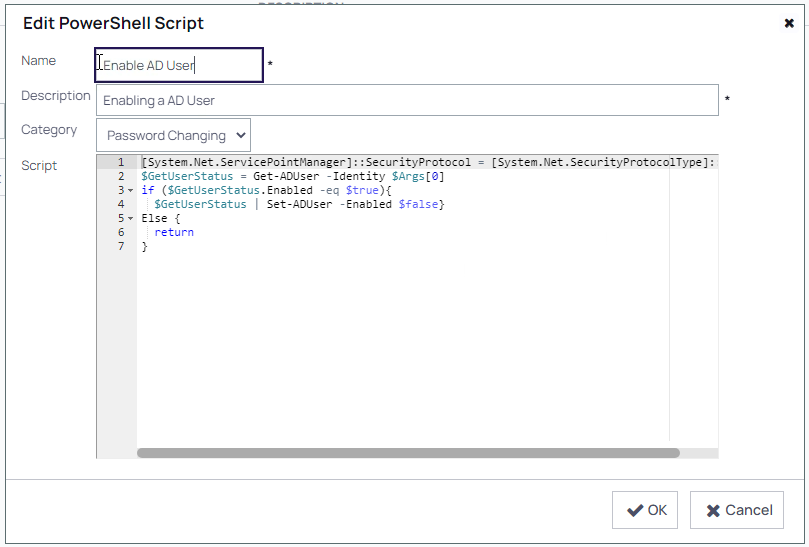 Edit PowerShell Script
Name Enable AD User *
Description Enabling a AD User *
Category Password Changing
Script
1 [System.Net.ServicePointManager]::SecurityProtocol = [System.Net.SecurityProtocolType]:
2 $GetUserStatus = Get-ADUser -Identity $Args[0]
3 if ($GetUserStatus.Enabled -eq $true){
4 $GetUserStatus | Set-ADUser -Enabled $false}
5 Else {
6 return
7 }
OK Cancel